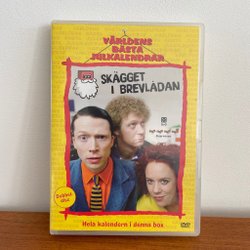 VÄRLDENS
BÄSTA
JULKALENDRAR
SKÄGGET
I BREVLÅDAN
Dubbel-
disc
Hela kalendern i denna box
DVD